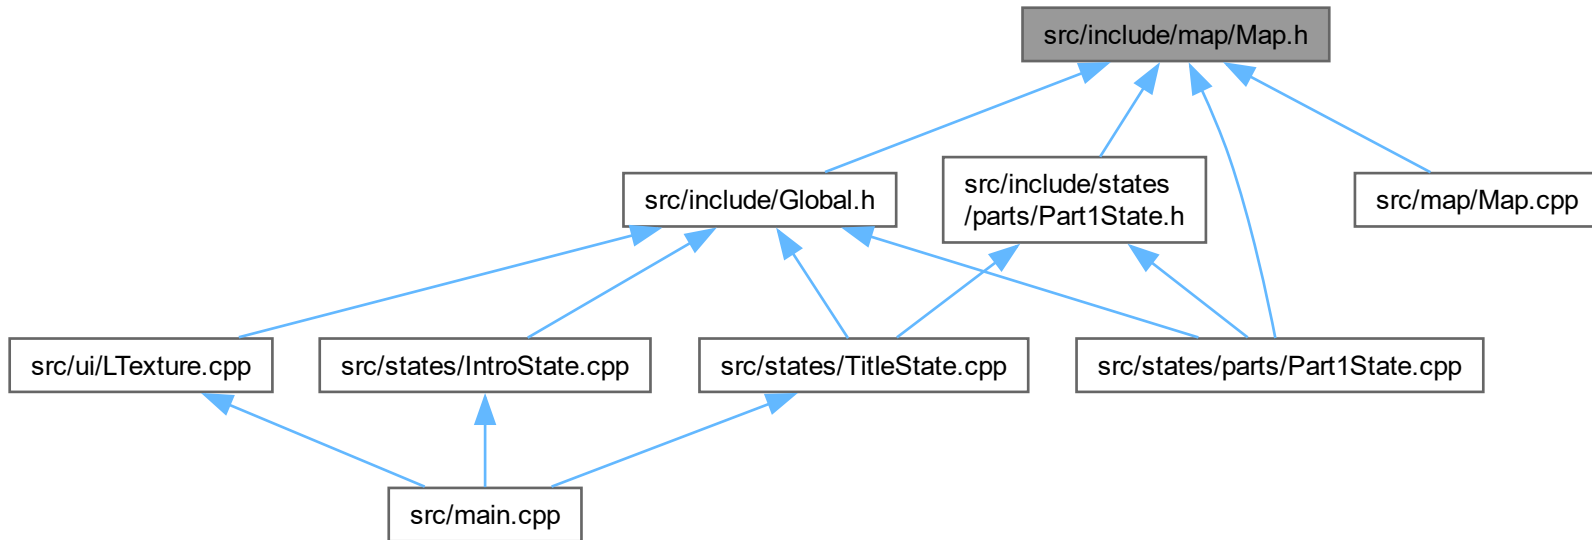 src/include/map/Map.h
src/include/Global.h
src/include/states
/parts/Part1State.h
src/map/Map.cpp
src/ui/LTexture.cpp
src/states/IntroState.cpp
src/states/TitleState.cpp
src/states/parts/Part1State.cpp
src/main.cpp